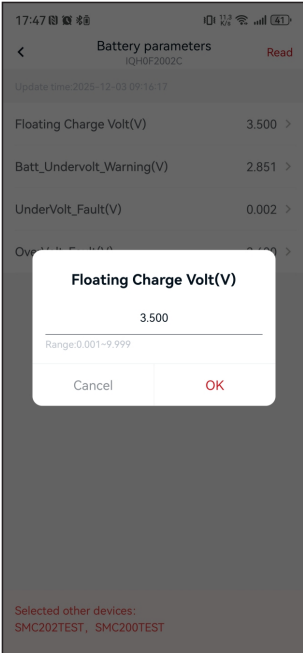 17:47
11.3 K/s
41
Battery parameters
Read
IQH0F2002C
Update time:2025-12-03 09:16:17
Floating Charge Volt(V) 3.500
Batt_Undervolt_Warning(V) 2.851
UnderVolt_Fault(V) 0.002
Floating Charge Volt(V)
3.500
Range:0.001~9.999
Cancel OK
Selected other devices:
SMC202TEST, SMC200TEST